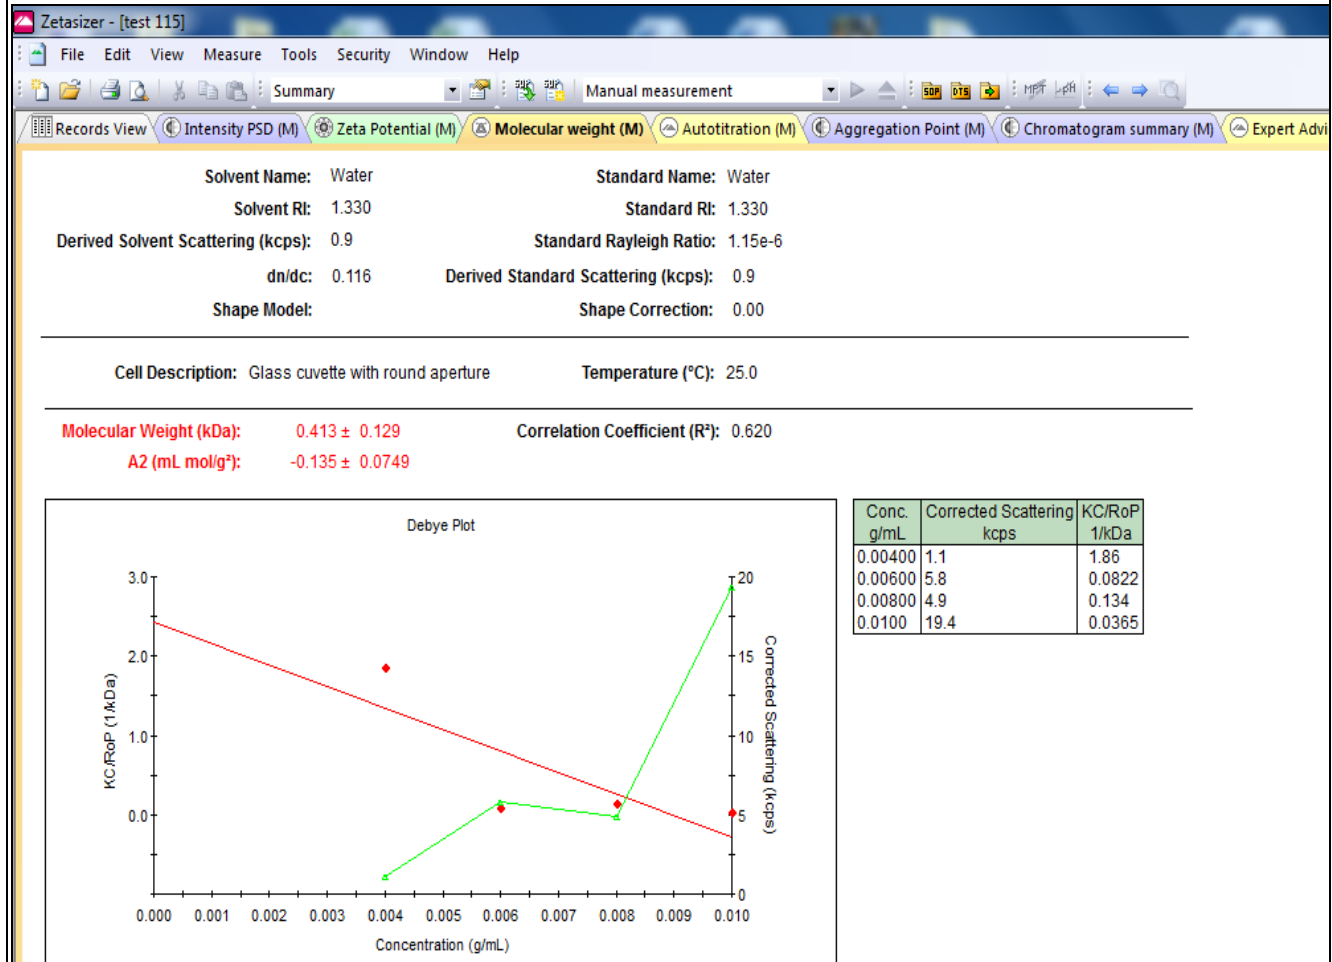 Zetasizer - [test 115]
File Edit View Measure Tools Security Window Help
Summary Manual measurement SOP DTS
Records View Intensity PSD (M) Zeta Potential (M) Molecular weight (M) Autotitration (M) Aggregation Point (M) Chromatogram summary (M) Expert Advi
Solvent Name: Water Standard Name: Water
Solvent RI: 1.330 Standard RI: 1.330
Derived Solvent Scattering (kcps): 0.9 Standard Rayleigh Ratio: 1.15e-6
dn/dc: 0.116 Derived Standard Scattering (kcps): 0.9
Shape Model: Shape Correction: 0.00
Cell Description: Glass cuvette with round aperture Temperature (°C): 25.0
Molecular Weight (kDa): 0.413 ± 0.129 Correlation Coefficient (R²): 0.620
A2 (mL mol/g²): -0.135 ± 0.0749
Debye Plot
3.0
2.0
1.0
0.0
KC/RoP (1/kDa)
20
15
10
5
0
Corrected Scattering (kcps)
0.000 0.001 0.002 0.003 0.004 0.005 0.006 0.007 0.008 0.009 0.010
Concentration (g/mL)
Conc. Corrected Scattering KC/RoP
g/mL kcps 1/kDa
0.00400 1.1 1.86
0.00600 5.8 0.0822
0.00800 4.9 0.134
0.0100 19.4 0.0365